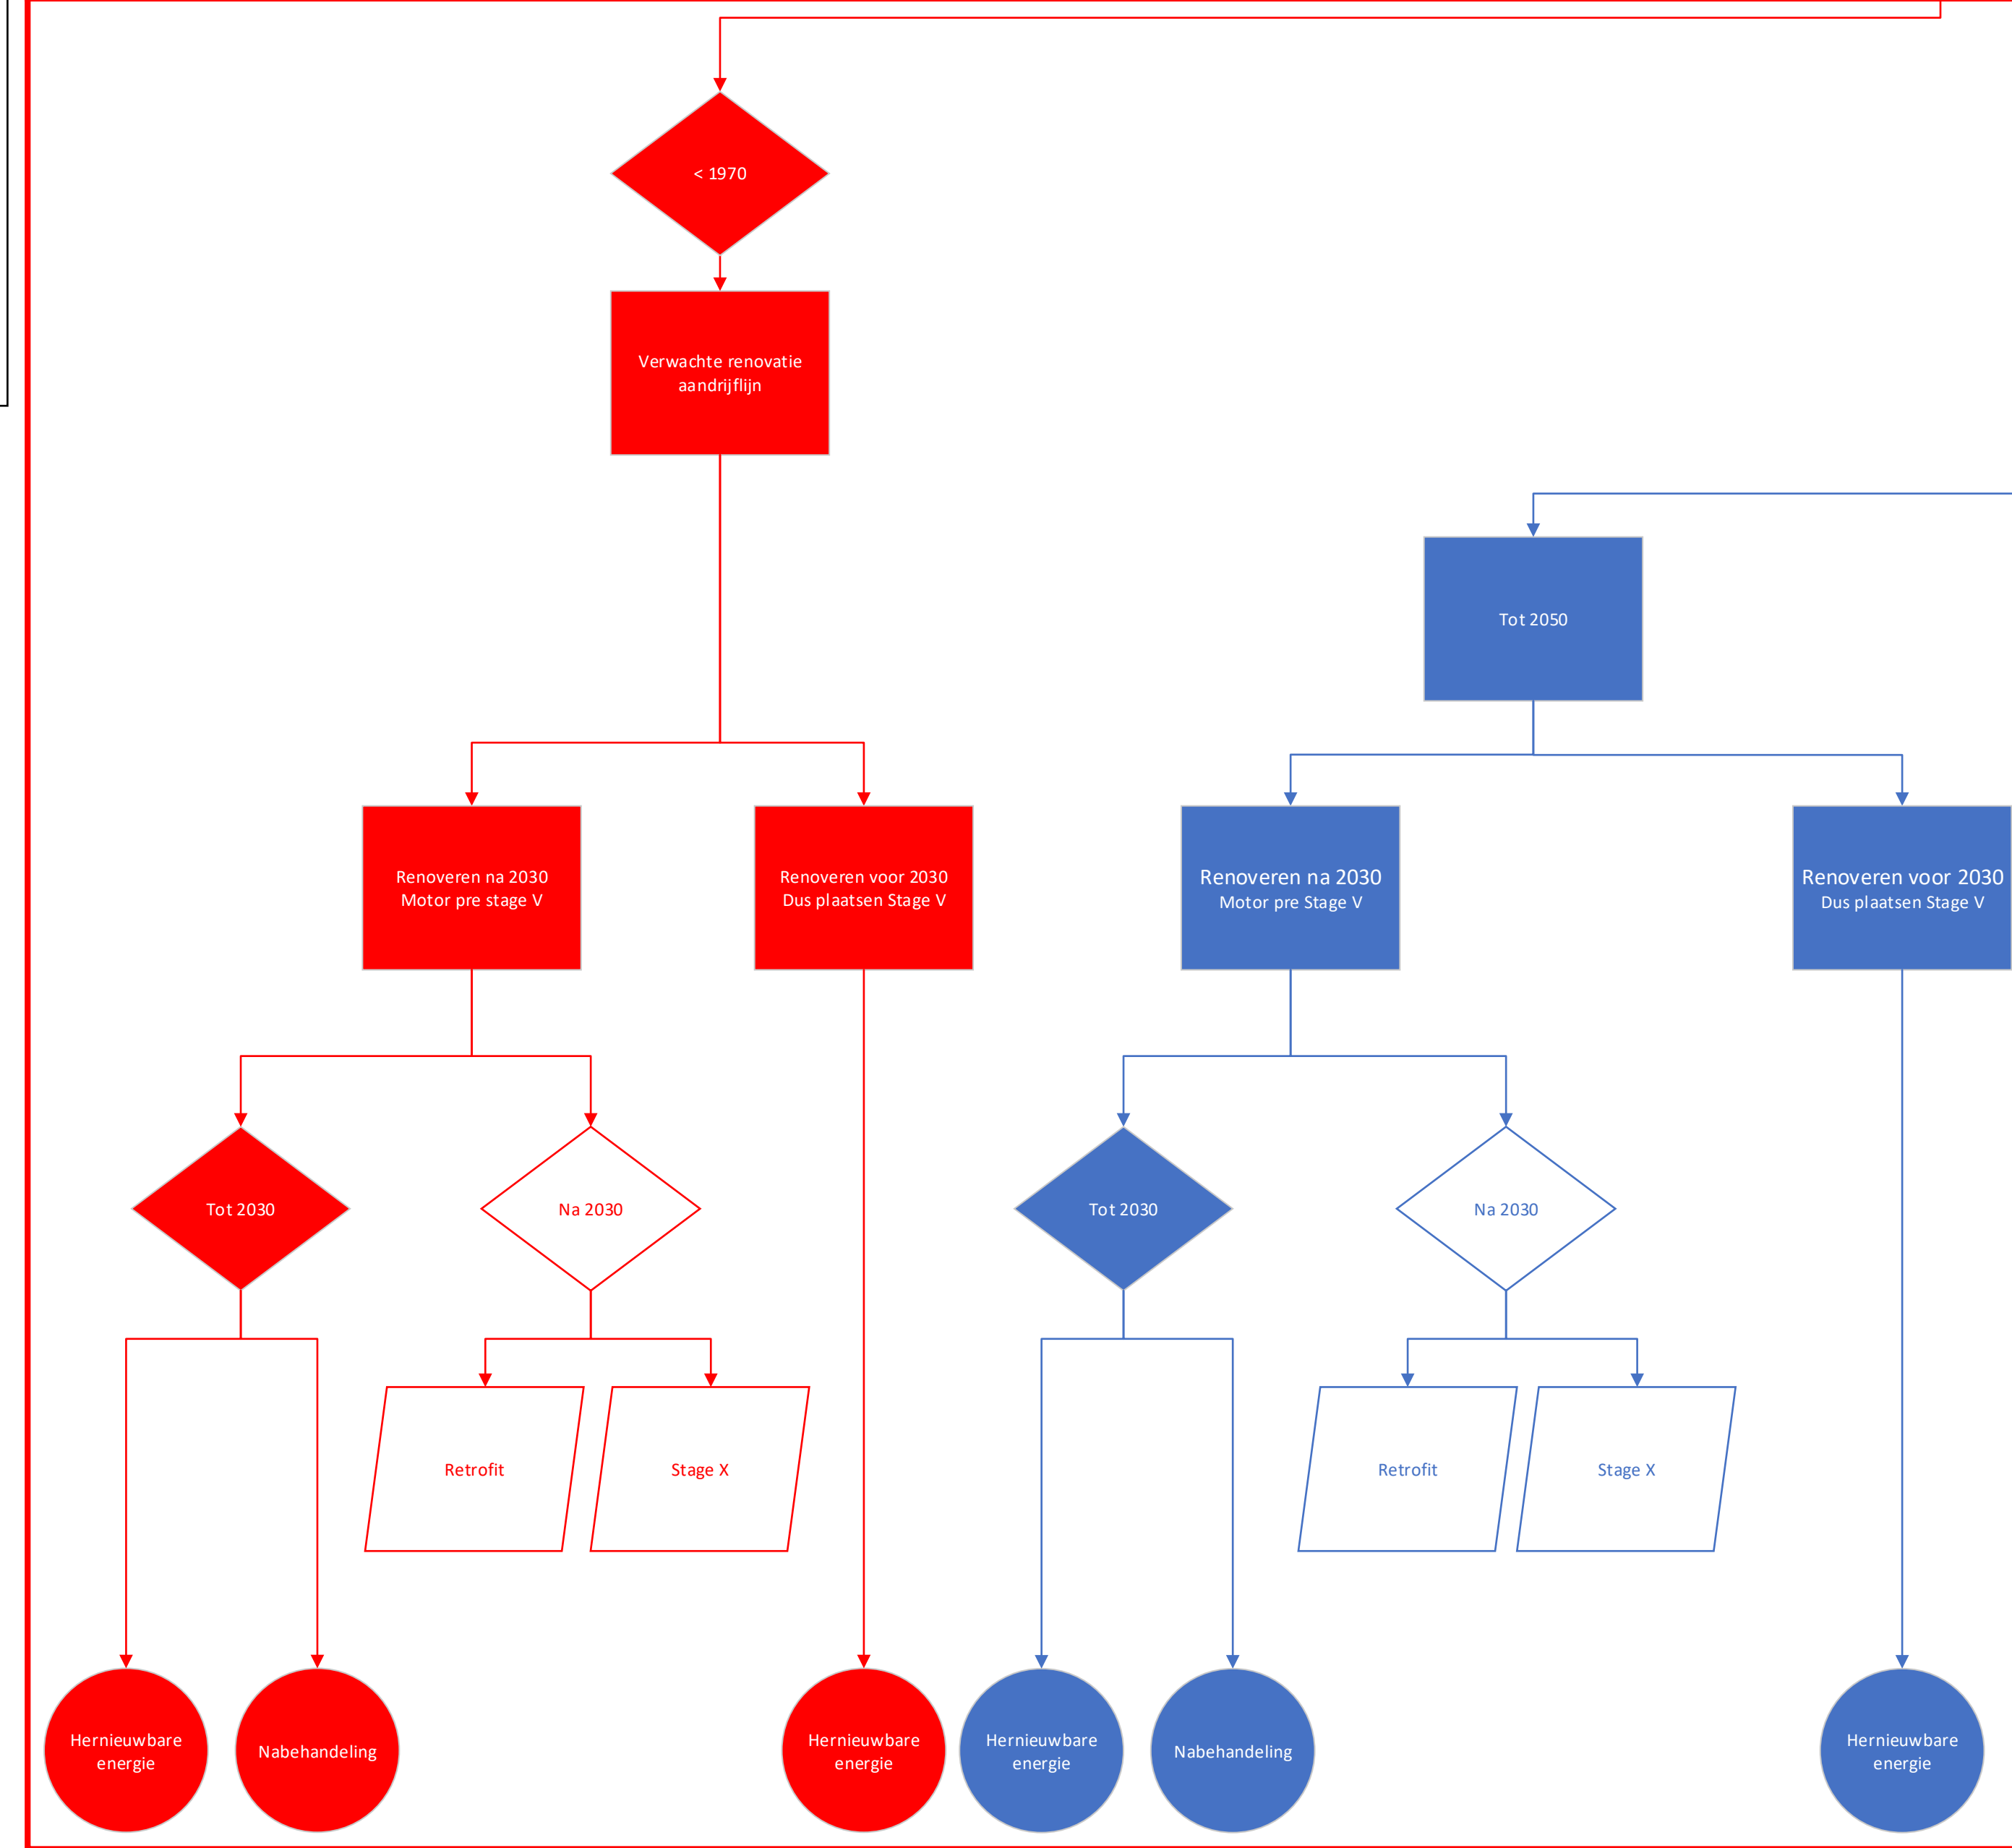 < 1970
Verwachte renovatie
aandrijflijn
Tot 2050
Renoveren na 2030
Motor pre stage V
Renoveren voor 2030
Dus plaatsen Stage V
Renoveren na 2030
Motor pre Stage V
Renoveren voor 2030
Dus plaatsen Stage V
Tot 2030
Na 2030
Tot 2030
Na 2030
Retrofit
Stage X
Retrofit
Stage X
Hernieuwbare
energie
Nabehandeling
Hernieuwbare
energie
Hernieuwbare
energie
Nabehandeling
Hernieuwbare
energie